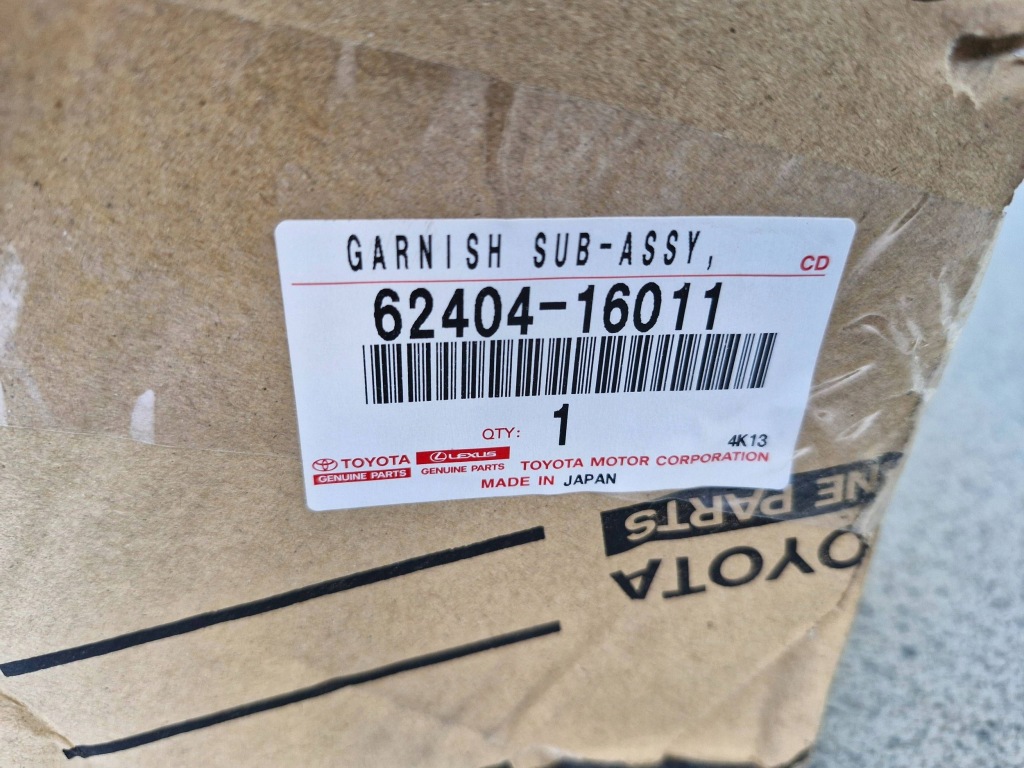 GARNISH SUB-ASSY,
CD
62404-16011
QTY: 1
4K13
TOYOTA
GENUINE PARTS
LEXUS
GENUINE PARTS
TOYOTA MOTOR CORPORATION
MADE IN JAPAN
TOYOTA
PARTS